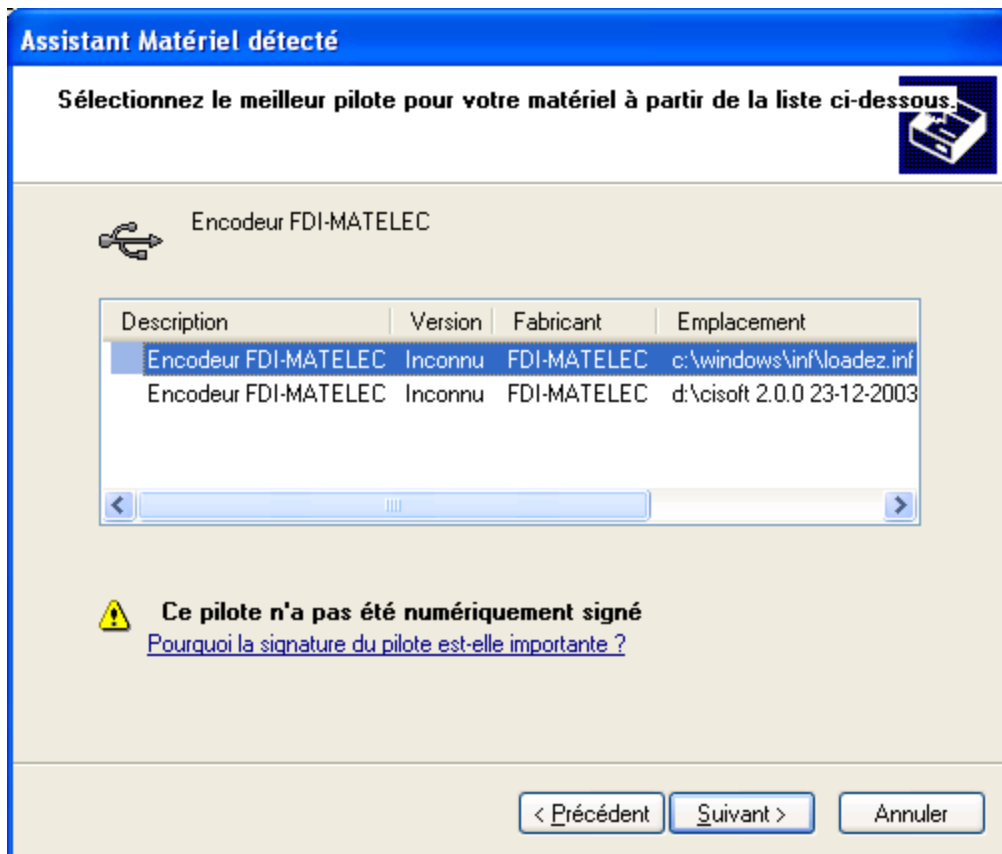 Assistant Matériel détecté
Sélectionnez le meilleur pilote pour votre matériel à partir de la liste ci-dessous.
Encodeur FDI-MATELEC
Description Version Fabricant Emplacement
Encodeur FDI-MATELEC Inconnu FDI-MATELEC c:\windows\inf\loadez.inf
Encodeur FDI-MATELEC Inconnu FDI-MATELEC d:\cisoft 2.0.0 23-12-2003
Ce pilote n'a pas été numériquement signé
Pourquoi la signature du pilote est-elle importante ?
< Précédent Suivant > Annuler